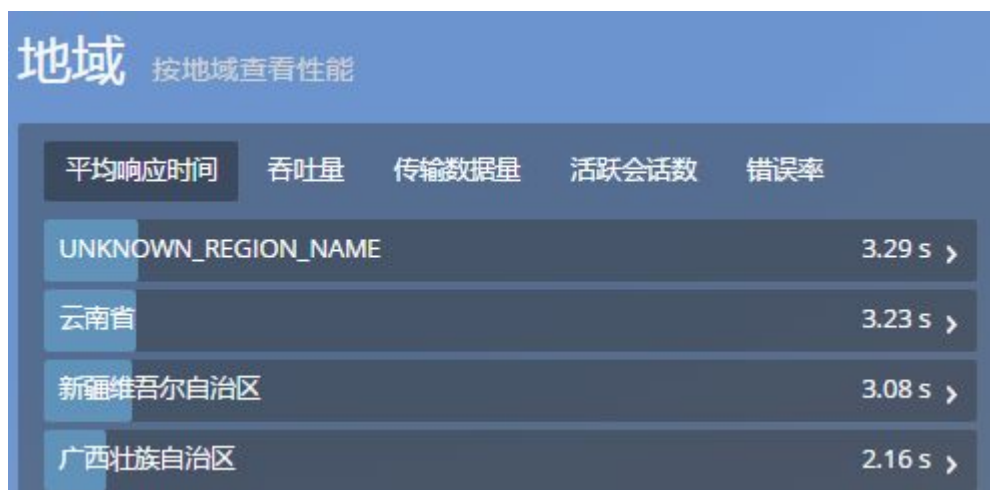 地域 按地域查看性能
平均响应时间 吞吐量 传输数据量 活跃会话数 错误率
UNKNOWN_REGION_NAME 3.29 s
云南省 3.23 s
新疆维吾尔自治区 3.08 s
广西壮族自治区 2.16 s